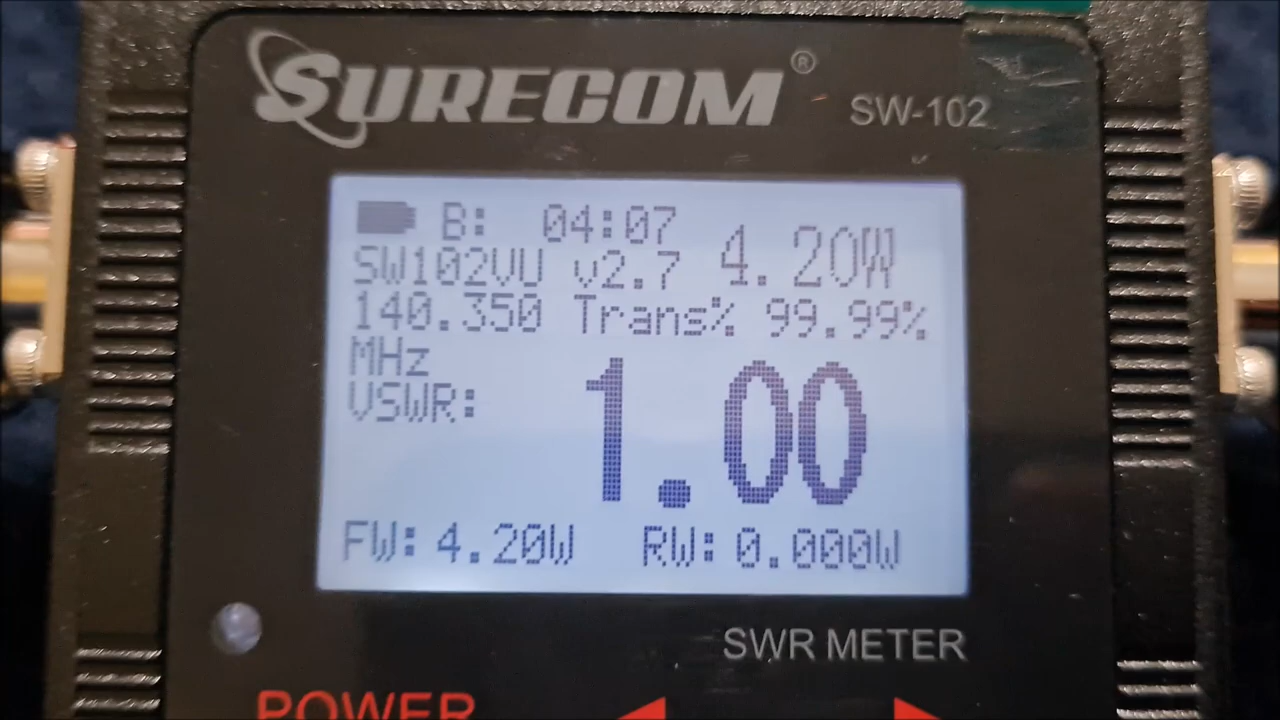 SURECOM®
SW-102
B: 04:07
4.20W
SW102VU v2.7
140.350 Trans% 99.99%
MHz
VSWR:
1.00
FW:4.20W RW:0.000W
SWR METER
POWER